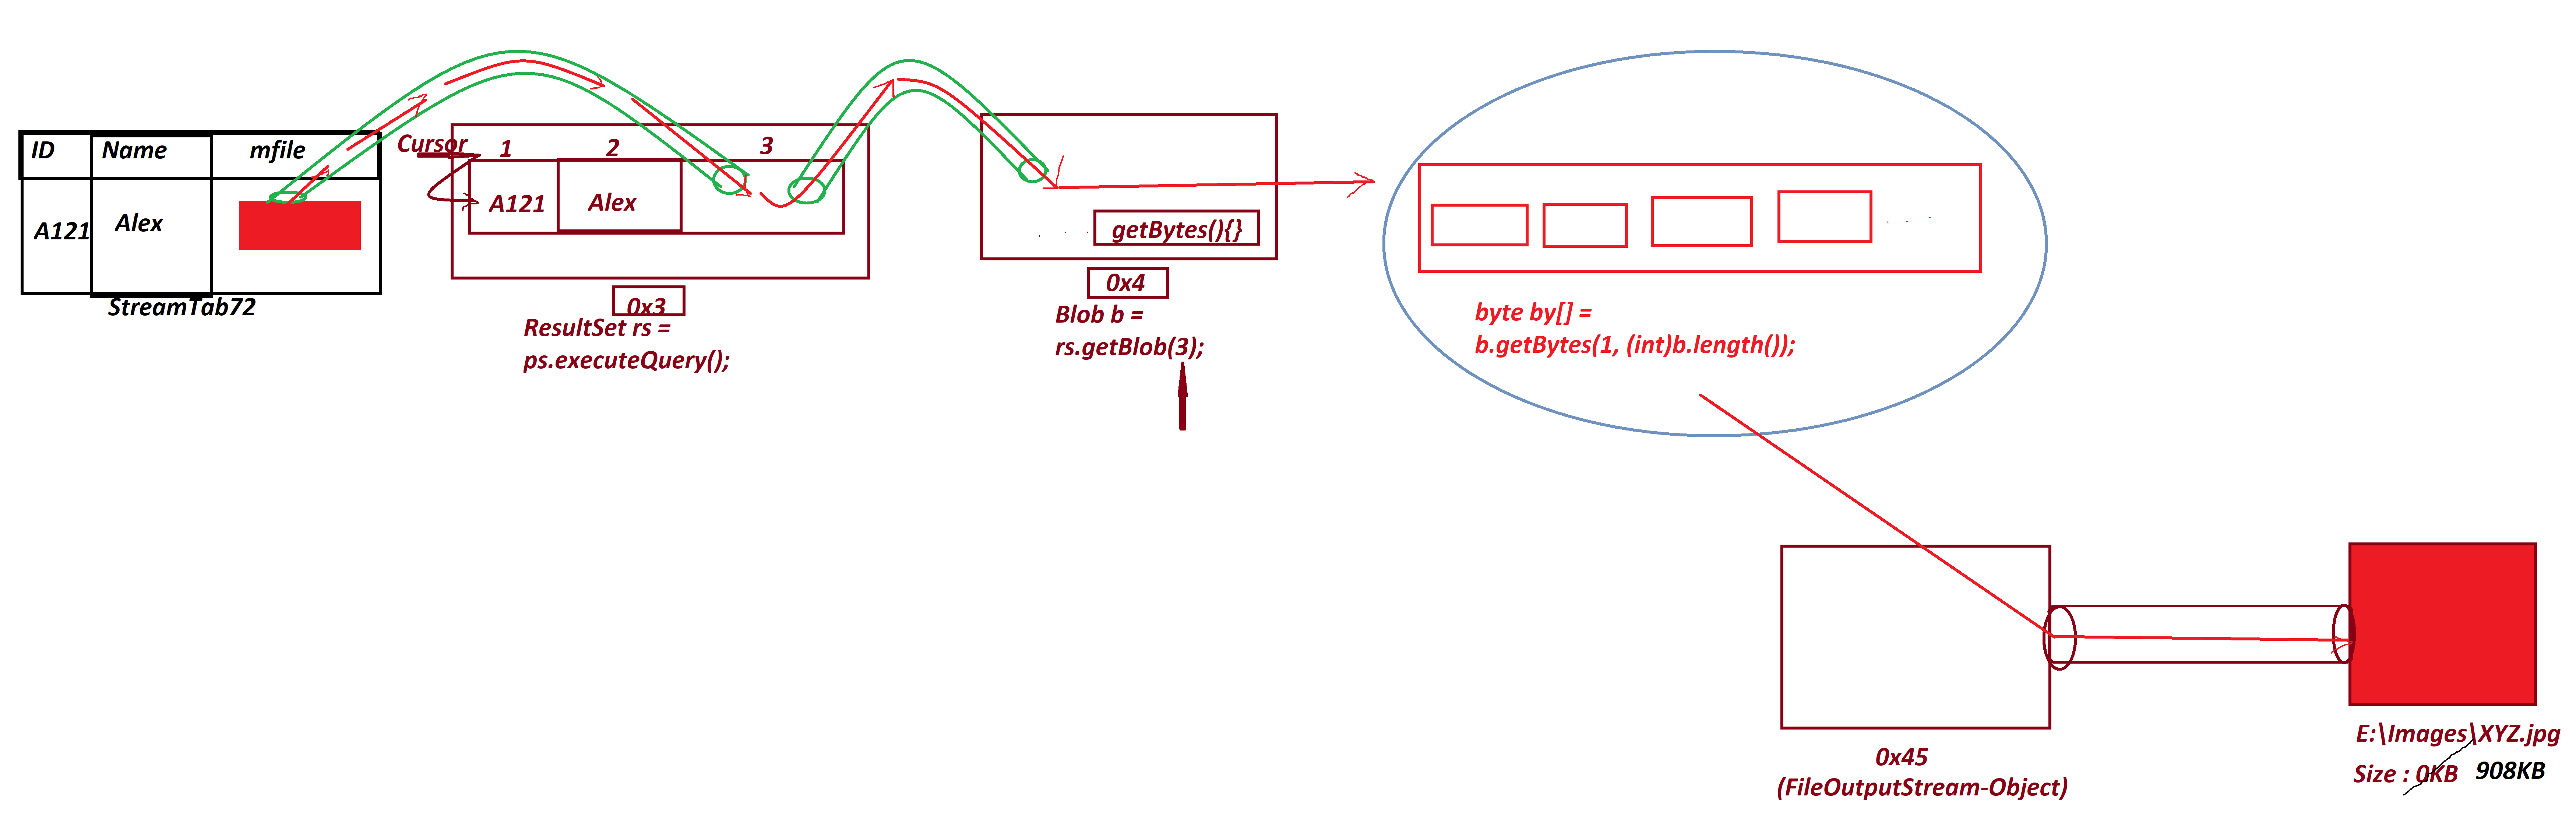 ID Name mfile
A121 Alex
StreamTab72
Cursor 1 2 3
A121 Alex
0x3
ResultSet rs =
ps.executeQuery();
getBytes(){}
0x4
Blob b =
rs.getBlob(3);
byte by[] =
b.getBytes(1, (int)b.length());
0x45
(FileOutputStream-Object)
E:\Images\XYZ.jpg
Size : 0KB 908KB